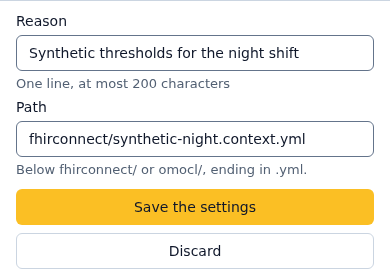 Reason
Synthetic thresholds for the night shift
One line, at most 200 characters
Path
fhirconnect/synthetic-night.context.yml
Below fhirconnect/ or omocl/, ending in .yml.
Save the settings
Discard